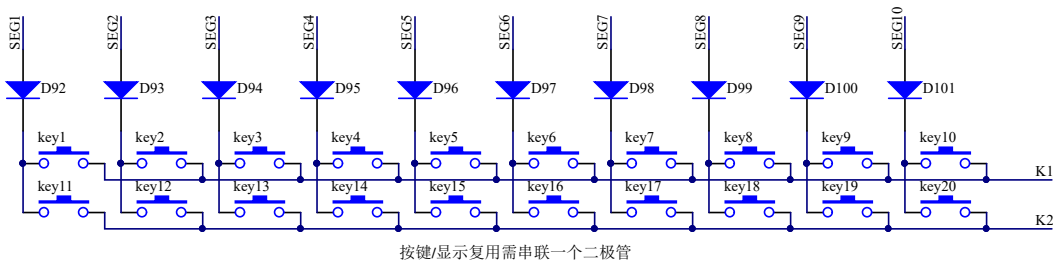 SEG1 SEG2 SEG3 SEG4 SEG5 SEG6 SEG7 SEG8 SEG9 SEG10
D92 D93 D94 D95 D96 D97 D98 D99 D100 D101
key1 key2 key3 key4 key5 key6 key7 key8 key9 key10
K1
key11 key12 key13 key14 key15 key16 key17 key18 key19 key20
K2
按键/显示复用需串联一个二极管